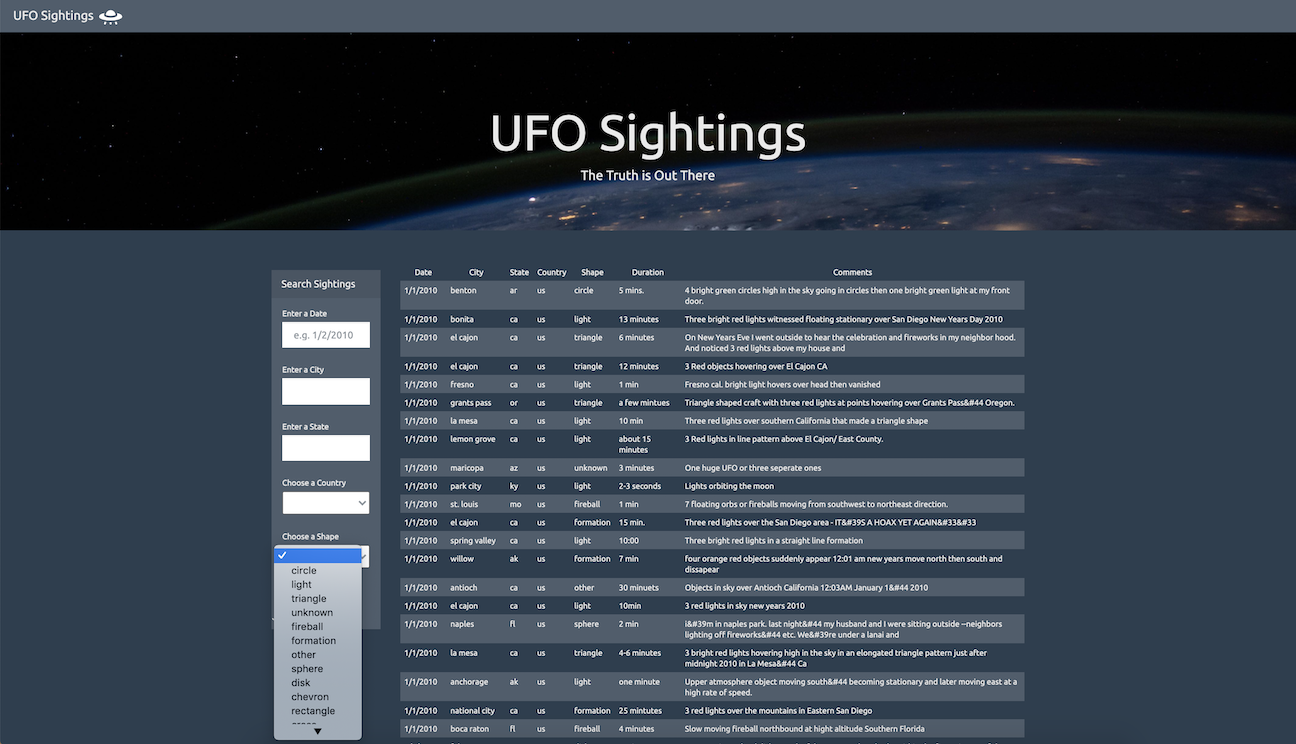 UFO Sightings
UFO Sightings
The Truth is Out There
Search Sightings
Enter a Date
e.g. 1/2/2010
Enter a City
Enter a State
Choose a Country
Choose a Shape
✓
circle
light
triangle
unknown
fireball
formation
other
sphere
disk
chevron
rectangle
Date City State Country Shape Duration Comments
1/1/2010 benton ar us circle 5 mins. 4 bright green circles high in the sky going in circles then one bright green light at my front
door.
1/1/2010 bonita ca us light 13 minutes Three bright red lights witnessed floating stationary over San Diego New Years Day 2010
1/1/2010 el cajon ca us triangle 6 minutes On New Years Eve I went outside to hear the celebration and fireworks in my neighbor hood.
And noticed 3 red lights above my house and
1/1/2010 el cajon ca us triangle 12 minutes 3 Red objects hovering over El Cajon CA
1/1/2010 fresno ca us light 1 min Fresno cal. bright light hovers over head then vanished
1/1/2010 grants pass or us triangle a few mintues Triangle shaped craft with three red lights at points hovering over Grants Pass&#44 Oregon.
1/1/2010 la mesa ca us light 10 min Three red lights over southern California that made a triangle shape
1/1/2010 lemon grove ca us light about 15 3 Red lights in line pattern above El Cajon/ East County.
minutes
1/1/2010 maricopa az us unknown 3 minutes One huge UFO or three seperate ones
1/1/2010 park city ky us light 2-3 seconds Lights orbiting the moon
1/1/2010 st. louis mo us fireball 1 min 7 floating orbs or fireballs moving from southwest to northeast direction.
1/1/2010 el cajon ca us formation 15 min. Three red lights over the San Diego area - IT&#39S A HOAX YET AGAIN&#33&#33
1/1/2010 spring valley ca us light 10:00 Three bright red lights in a straight line formation
1/1/2010 willow ak us formation 7 min four orange red objects suddenly appear 12:01 am new years move north then south and
dissapear
1/1/2010 antioch ca us other 30 minuets Objects in sky over Antioch California 12:03AM January 1&#44 2010
1/1/2010 el cajon ca us light 10min 3 red lights in sky new years 2010
1/1/2010 naples fl us sphere 2 min i&#39m in naples park. last night&#44 my husband and I were sitting outside --neighbors
lighting off fireworks&#44 etc. We&#39re under a lanai and
1/1/2010 la mesa ca us triangle 4-6 minutes 3 bright red lights hovering high in the sky in an elongated triangle pattern just after
midnight 2010 in La Mesa&#44 Ca
1/1/2010 anchorage ak us light one minute Upper atmosphere object moving south&#44 becoming stationary and later moving east at a
high rate of speed.
1/1/2010 national city ca us formation 25 mintutes 3 red lights over the mountains in Eastern San Diego
1/1/2010 boca raton fl us fireball 4 minutes Slow moving fireball northbound at hight altitude Southern Florida